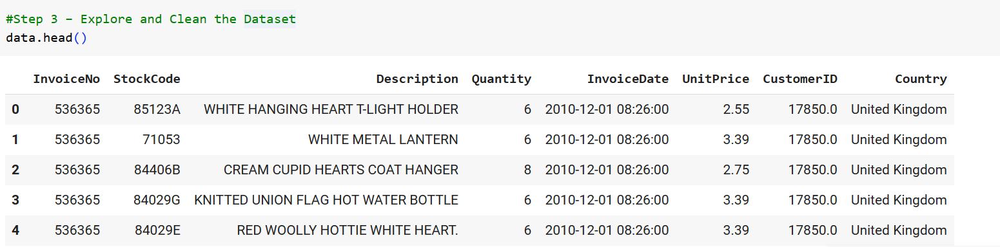 #Step 3 – Explore and Clean the Dataset
data.head()
InvoiceNo StockCode Description Quantity InvoiceDate UnitPrice CustomerID Country
0 536365 85123A WHITE HANGING HEART T-LIGHT HOLDER 6 2010-12-01 08:26:00 2.55 17850.0 United Kingdom
1 536365 71053 WHITE METAL LANTERN 6 2010-12-01 08:26:00 3.39 17850.0 United Kingdom
2 536365 84406B CREAM CUPID HEARTS COAT HANGER 8 2010-12-01 08:26:00 2.75 17850.0 United Kingdom
3 536365 84029G KNITTED UNION FLAG HOT WATER BOTTLE 6 2010-12-01 08:26:00 3.39 17850.0 United Kingdom
4 536365 84029E RED WOOLLY HOTTIE WHITE HEART. 6 2010-12-01 08:26:00 3.39 17850.0 United Kingdom